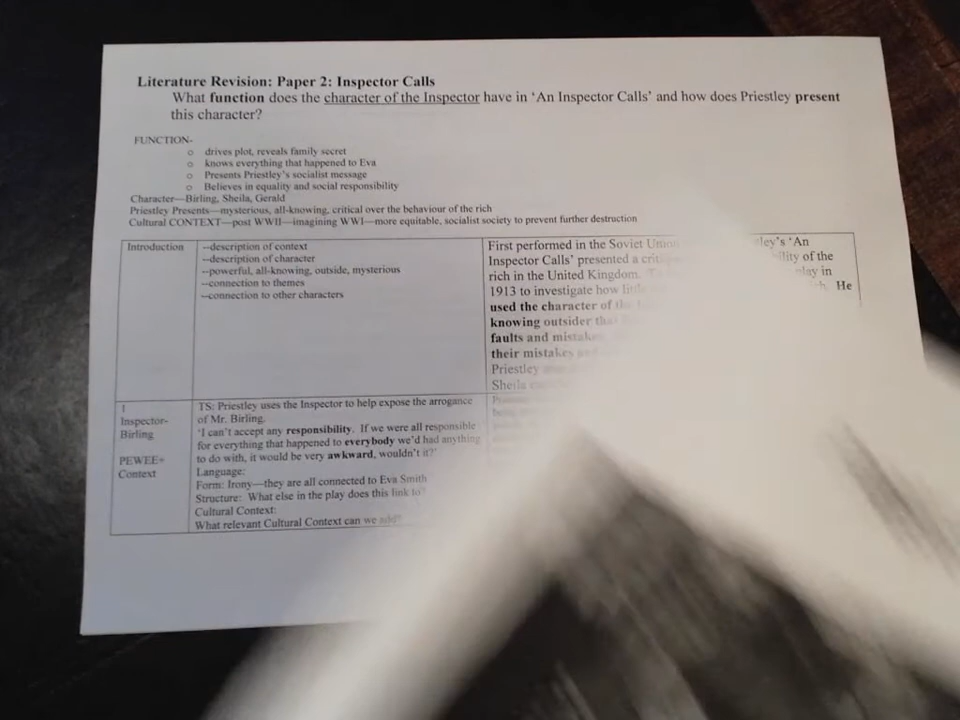 Literature Revision: Paper 2: Inspector Calls
What function does the character of the Inspector have in 'An Inspector Calls' and how does Priestley present
this character?
FUNCTION-
o drives plot, reveals family secret
o knows everything that happened to Eva
o Presents Priestley's socialist message
o Believes in equality and social responsibility
Character—Birling, Sheila, Gerald
Priestley Presents—mysterious, all-knowing, critical over the behaviour of the rich
Cultural CONTEXT—post WWII—imagining WWI—more equitable, socialist society to prevent further destruction
Introduction
--description of context
--description of character
--powerful, all-knowing, outside, mysterious
--connection to themes
--connection to other characters
First performed in the Soviet Union 'An
Inspector Calls' presented a of the
rich in the United Kingdom. in
1913 to investigate how He
used the character of the
knowing outsider that
faults and mistakes
their mistakes
Priestley
Sheila
1
Inspector-
Birling
PEWEE+
Context
TS: Priestley uses the Inspector to help expose the arrogance
of Mr. Birling.
'I can't accept any responsibility. If we were all responsible
for everything that happened to everybody we'd had anything
to do with, it would be very awkward, wouldn't it?'
Language:
Form: Irony—they are all connected to Eva Smith
Structure: What else in the play does this link to?
Cultural Context:
What relevant Cultural Context can we add?